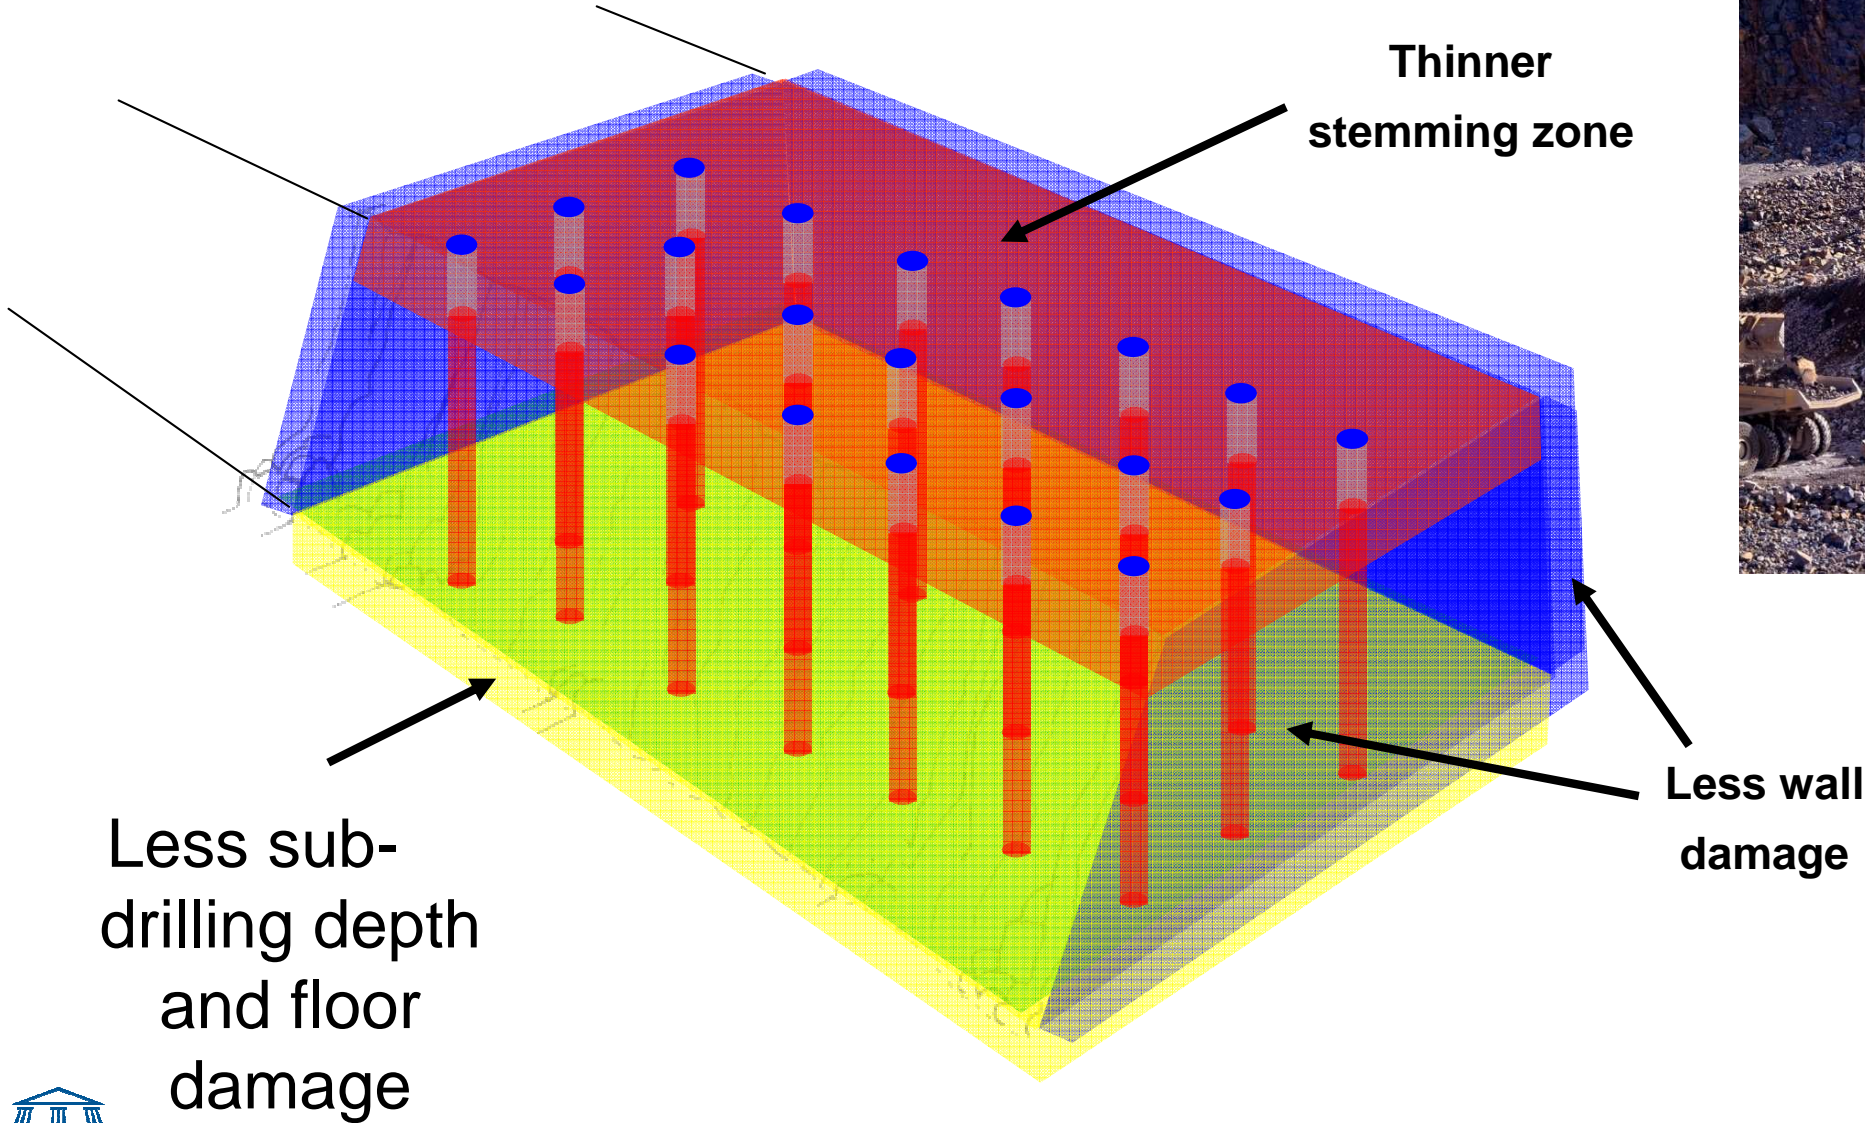 Thinner
stemming zone
Less wall
damage
Less sub-
drilling depth
and floor
damage